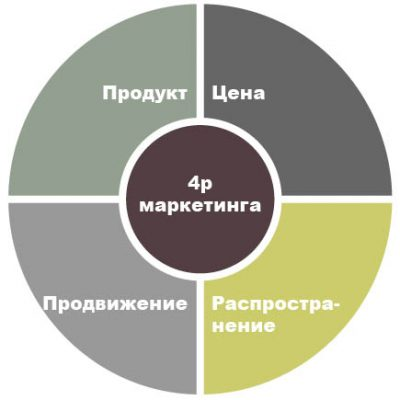 Продукт
Цена
4p
маркетинга
Продвижение
Распростра-
нение